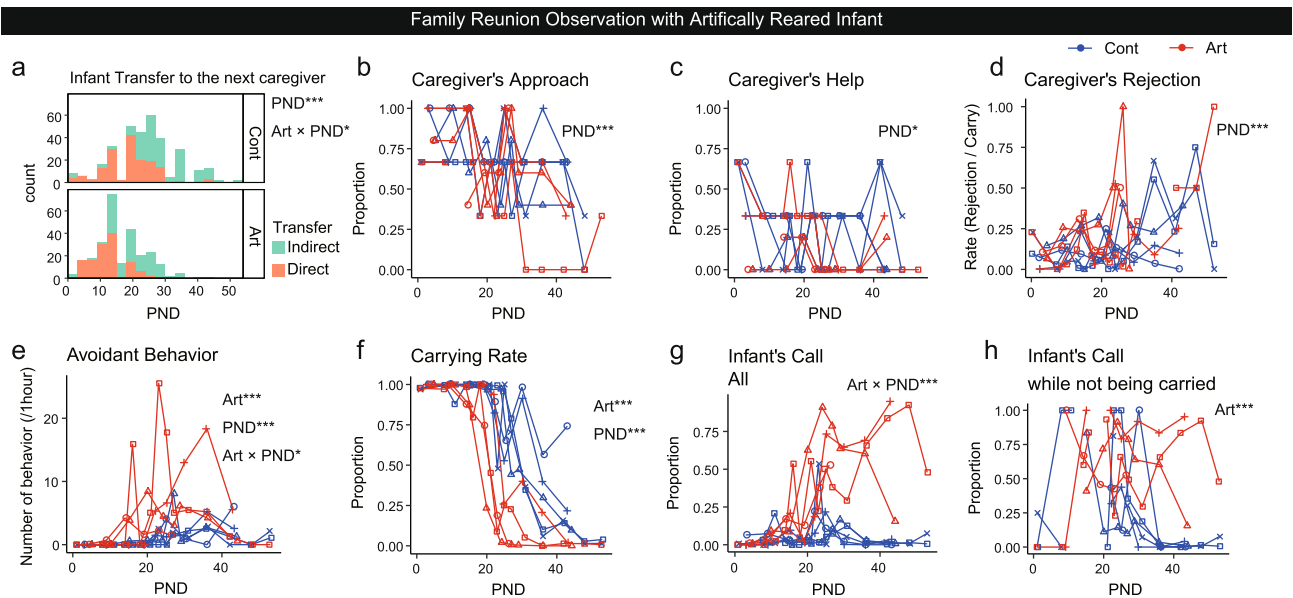 Family Reunion Observation with Artifically Reared Infant
Cont
Art
a
Infant Transfer to the next caregiver
PND***
Art × PND*
60
40
20
0
Cont
60
40
20
0
Art
count
Transfer
Indirect
Direct
0 10 20 30 40 50
PND
b
Caregiver's Approach
PND***
1.00
0.75
0.50
0.25
0.00
Proportion
0 20 40
PND
c
Caregiver's Help
PND*
1.00
0.75
0.50
0.25
0.00
Proportion
0 20 40
PND
d
Caregiver's Rejection
PND***
1.00
0.75
0.50
0.25
0.00
Rate (Rejection / Carry)
0 20 40
PND
e
Avoidant Behavior
Art***
PND***
Art × PND*
20
10
0
Number of behavior (/1hour)
0 20 40
PND
f
Carrying Rate
Art***
PND***
1.00
0.75
0.50
0.25
0.00
Proportion
0 20 40
PND
g
Infant's Call
All
Art × PND***
0.75
0.50
0.25
0.00
Proportion
0 20 40
PND
h
Infant's Call
while not being carried
Art***
1.00
0.75
0.50
0.25
0.00
Proportion
0 20 40
PND